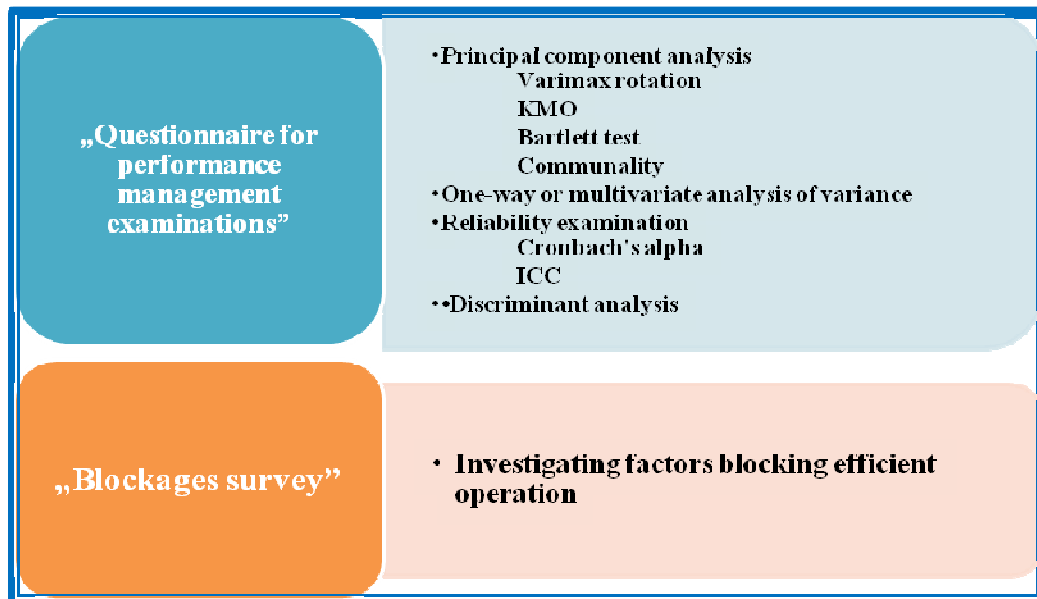 „Questionnaire for
performance
management
examinations”
•Principal component analysis
Varimax rotation
KMO
Bartlett test
Communality
•One-way or multivariate analysis of variance
•Reliability examination
Cronbach's alpha
ICC
••Discriminant analysis
„Blockages survey”
• Investigating factors blocking efficient
operation